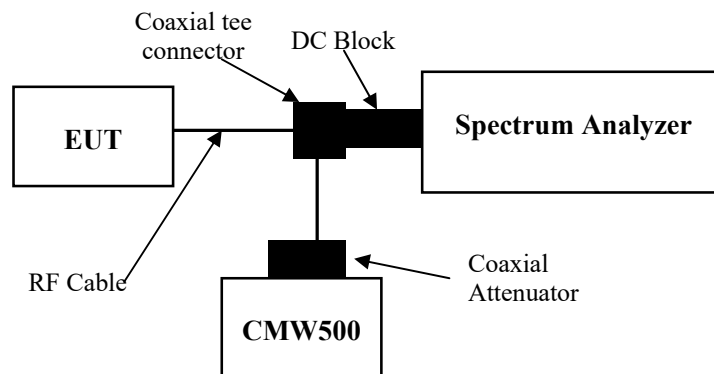 Coaxial tee
connector
DC Block
EUT
Spectrum Analyzer
RF Cable
Coaxial
Attenuator
CMW500